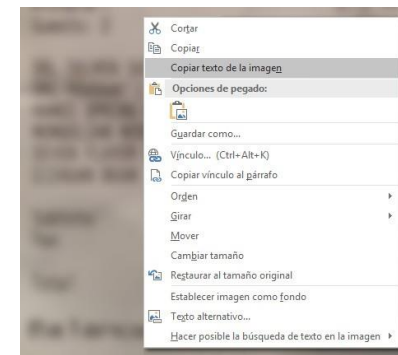 Cortar
Copiar
Copiar texto de la imagen
Opciones de pegado:
Guardar como...
Vínculo... (Ctrl+Alt+K)
Copiar vínculo al párrafo
Orden
Girar
Mover
Cambiar tamaño
Restaurar al tamaño original
Establecer imagen como fondo
Texto alternativo...
Hacer posible la búsqueda de texto en la imagen